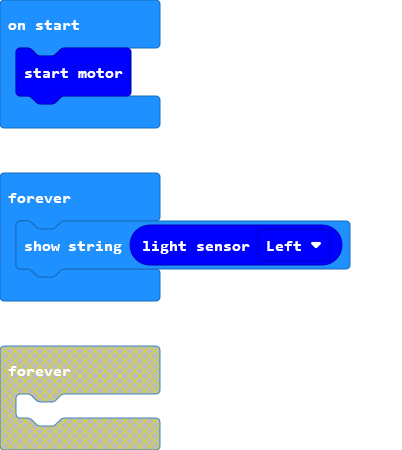 on start
start motor
forever
show string light sensor Left
forever